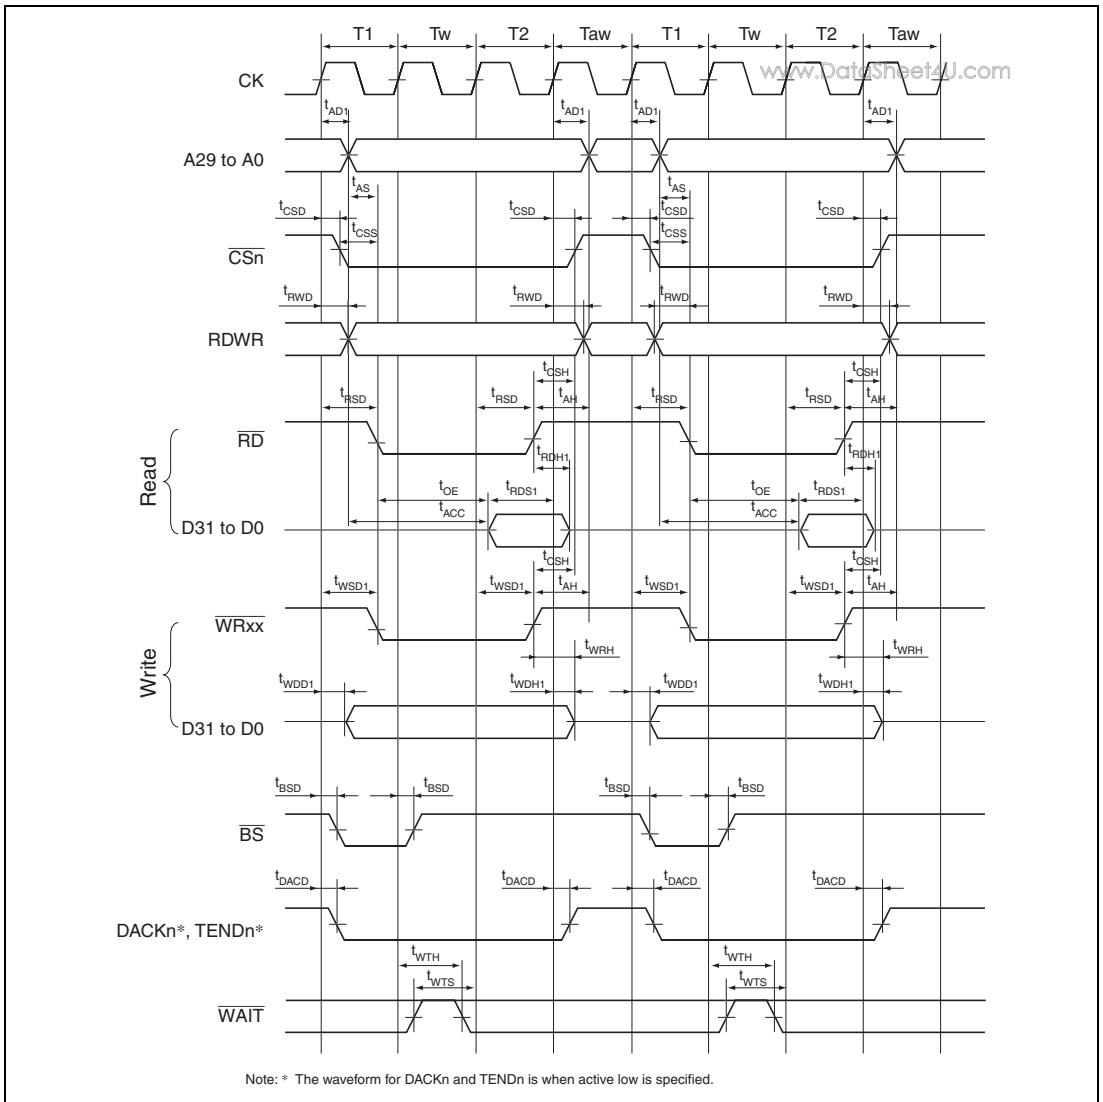 T1 Tw T2 Taw T1 Tw T2 Taw
www.DataSheet4U.com
CK
tAD1 tAD1 tAD1 tAD1
A29 to A0
tAS tAS
tCSD tCSD tCSD tCSD
tCSS tCSS
CSn
tRWD tRWD tRWD tRWD
RDWR
tCSH tCSH
tRSD tRSD tAH tRSD tRSD tAH
RD
tRDH1 tRDH1
Read
tOE tRDS1 tOE tRDS1
tACC tACC
D31 to D0
tCSH tCSH
tWSD1 tWSD1 tAH tWSD1 tWSD1 tAH
WRxx
tWRH tWRH
Write
tWDD1 tWDH1 tWDD1 tWDH1
D31 to D0
tBSD tBSD tBSD tBSD
BS
tDACD tDACD tDACD tDACD
DACKn*, TENDn*
tWTH tWTH
tWTS tWTS
WAIT
Note: * The waveform for DACKn and TENDn is when active low is specified.